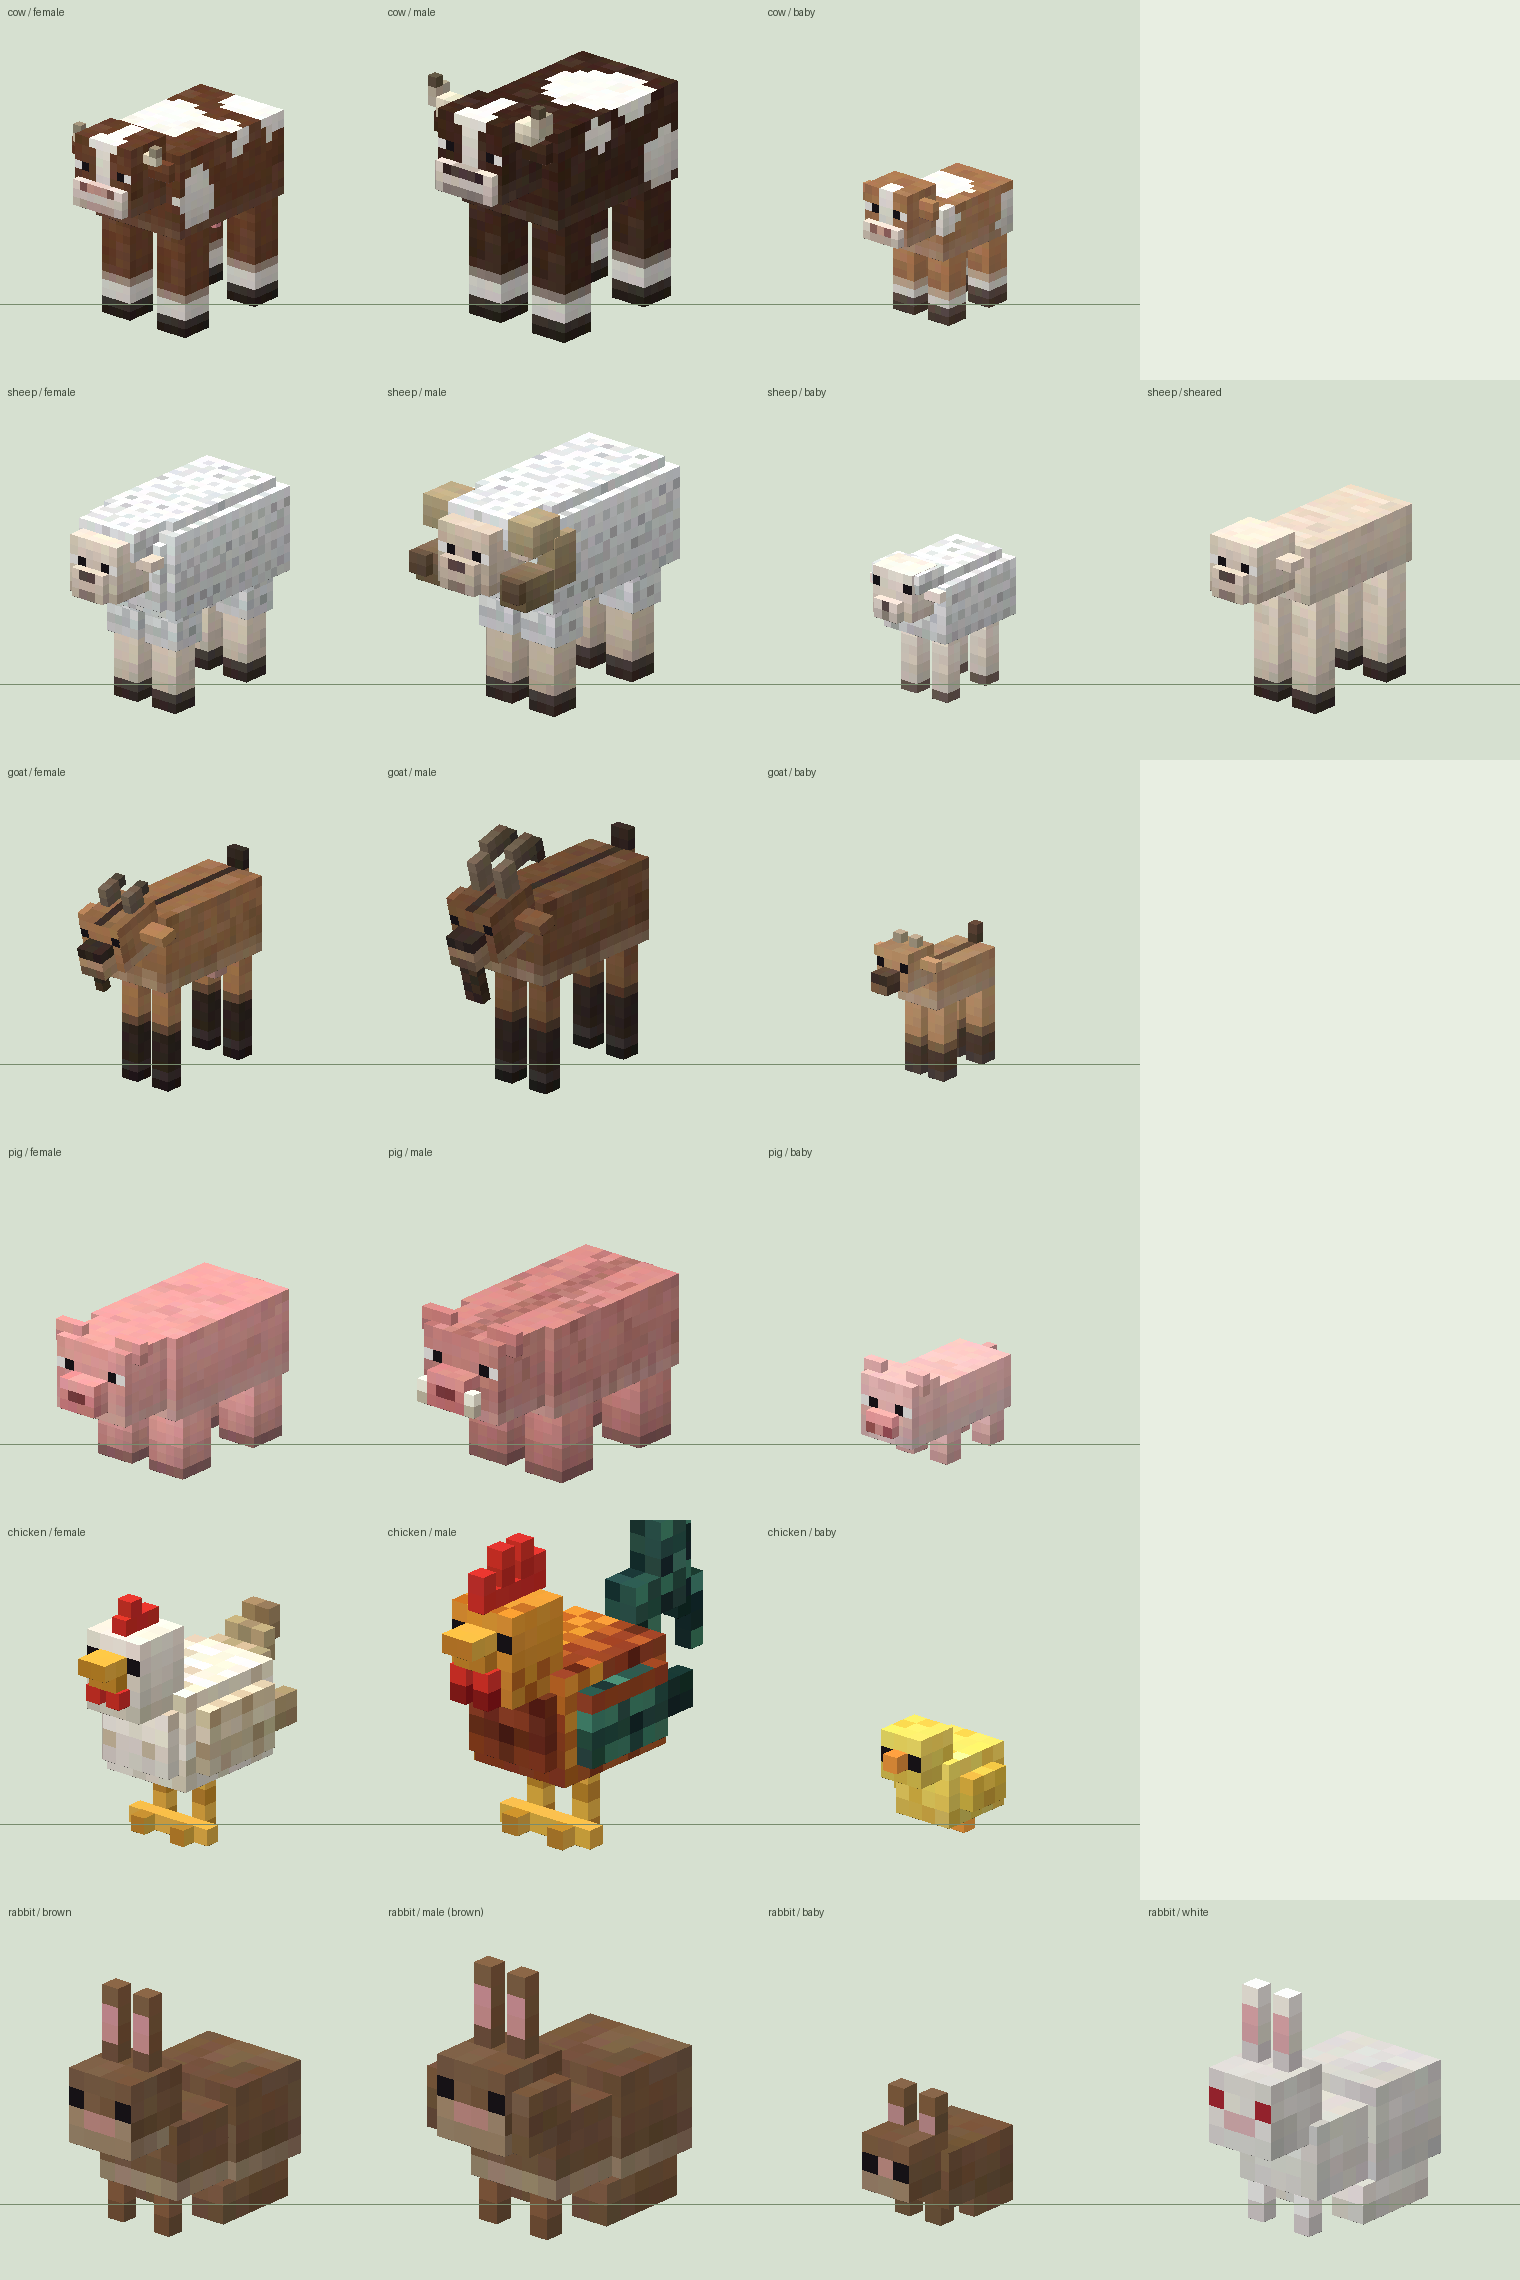 cow / female
cow / male
cow / baby
sheep / female
sheep / male
sheep / baby
sheep / sheared
goat / female
goat / male
goat / baby
pig / female
pig / male
pig / baby
chicken / female
chicken / male
chicken / baby
rabbit / brown
rabbit / male (brown)
rabbit / baby
rabbit / white